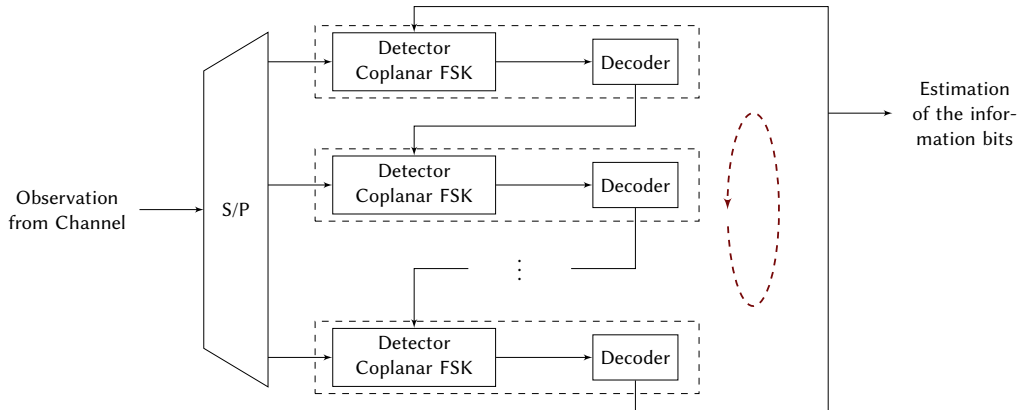 Detector
Coplanar FSK
Decoder
Estimation
of the infor-
mation bits
Detector
Coplanar FSK
Decoder
Observation
from Channel
S/P
⋮
Detector
Coplanar FSK
Decoder